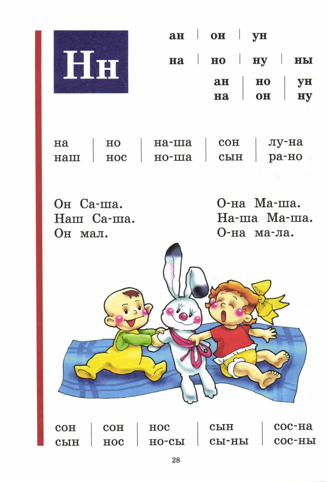 Нн
ан | он | ун
на | но | ну | ны
ан | но | ун
на | он | ну
на | но | на-ша | сон | лу-на
наш | нос | но-ша | сын | ра-но
Он Са-ша.
Наш Са-ша.
Он мал.
О-на Ма-ша.
На-ша Ма-ша.
О-на ма-ла.
сон | сон | нос | сын | сос-на
сын | нос | но-сы | сы-ны | сос-ны
28